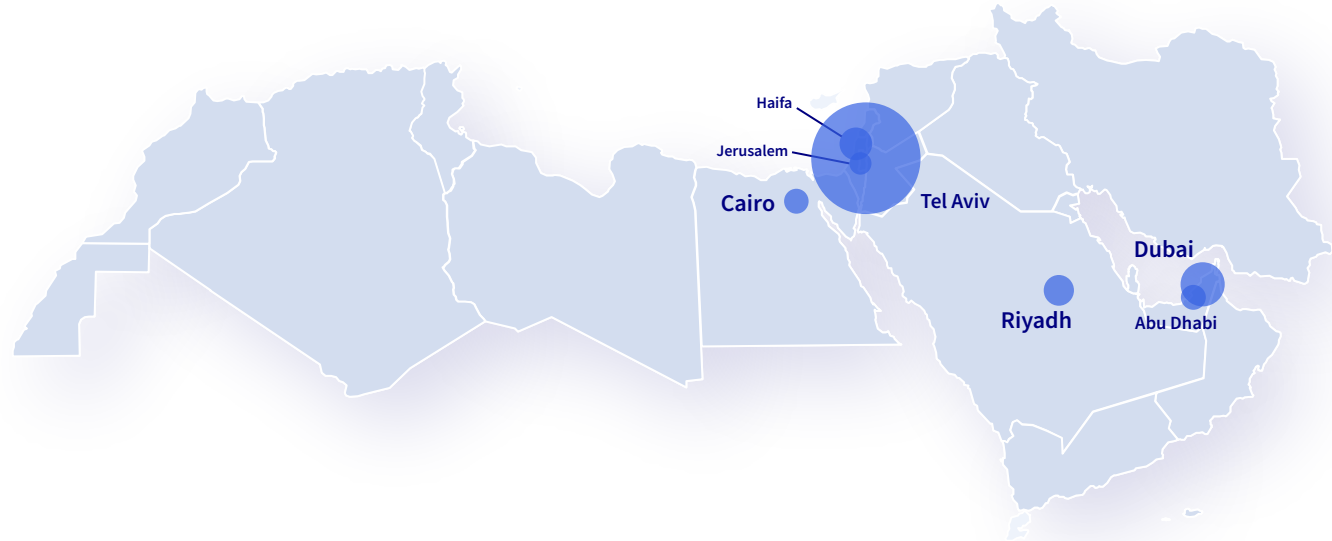 Haifa
Jerusalem
Cairo
Tel Aviv
Dubai
Riyadh
Abu Dhabi